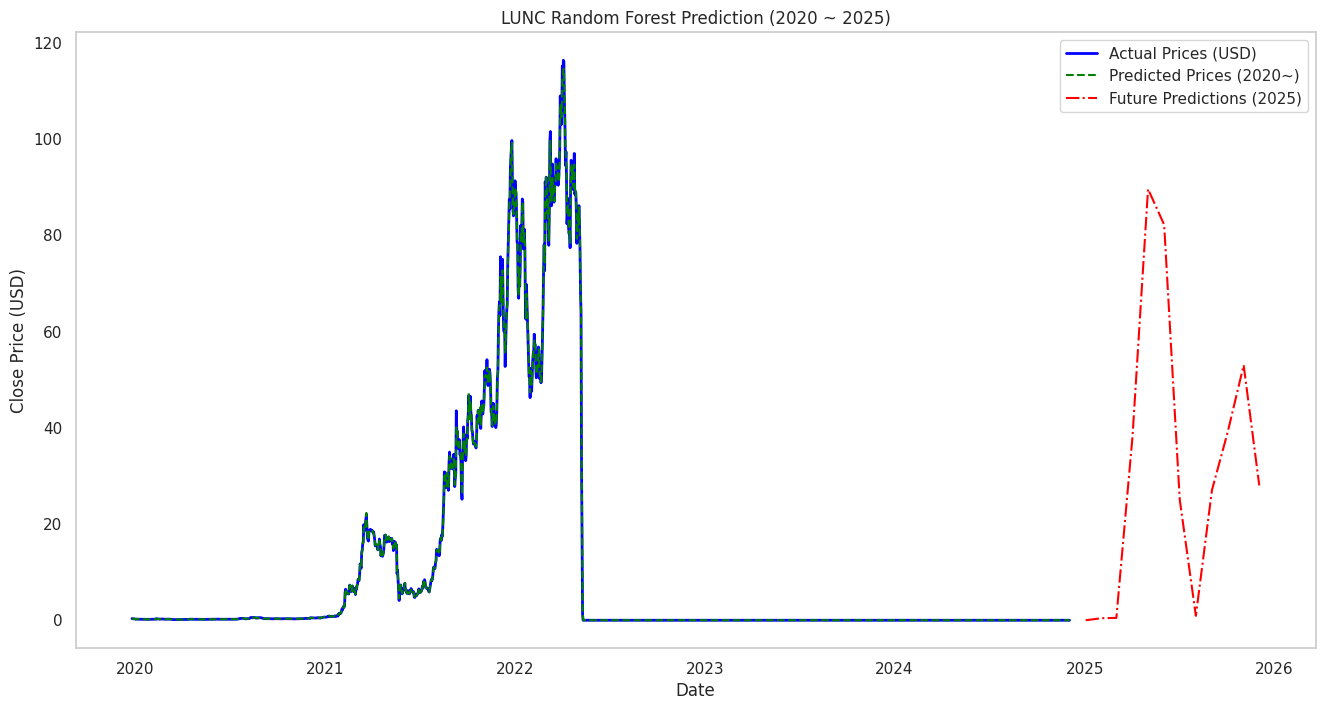 LUNC Random Forest Prediction (2020 ~ 2025)
Actual Prices (USD)
Predicted Prices (2020~)
Future Predictions (2025)
Close Price (USD)
120
100
80
60
40
20
0
2020 2021 2022 2023 2024 2025 2026
Date